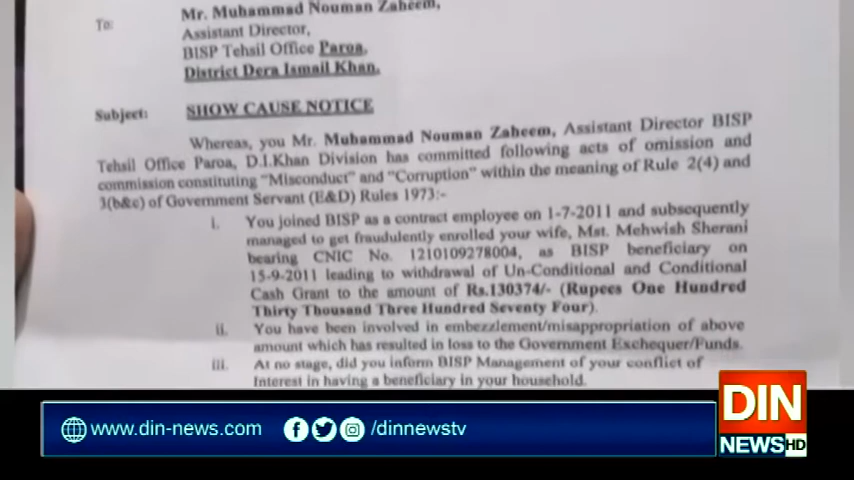 To: Mr. Muhammad Nouman Zaheem,
Assistant Director,
BISP Tehsil Office Paroa,
District Dera Ismail Khan.
Subject: SHOW CAUSE NOTICE
Whereas, you Mr. Muhammad Nouman Zaheem, Assistant Director BISP
Tehsil Office Paroa, D.I.Khan Division has committed following acts of omission and
commission constituting "Misconduct" and "Corruption" within the meaning of Rule 2(4) and
3(b&c) of Government Servant (E&D) Rules 1973:-
i. You joined BISP as a contract employee on 1-7-2011 and subsequently
managed to get fraudulently enrolled your wife, Mst. Mehwish Sherani
bearing CNIC No. 1210109278004, as BISP beneficiary on
15-9-2011 leading to withdrawal of Un-Conditional and Conditional
Cash Grant to the amount of Rs.130374/- (Rupees One Hundred
Thirty Thousand Three Hundred Seventy Four).
ii. You have been involved in embezzlement/misappropriation of above
amount which has resulted in loss to the Government Exchequer/Funds.
iii. At no stage, did you inform BISP Management of your conflict of
Interest in having a beneficiary in your household.
www.din-news.com /dinnewstv
DIN
NEWS HD